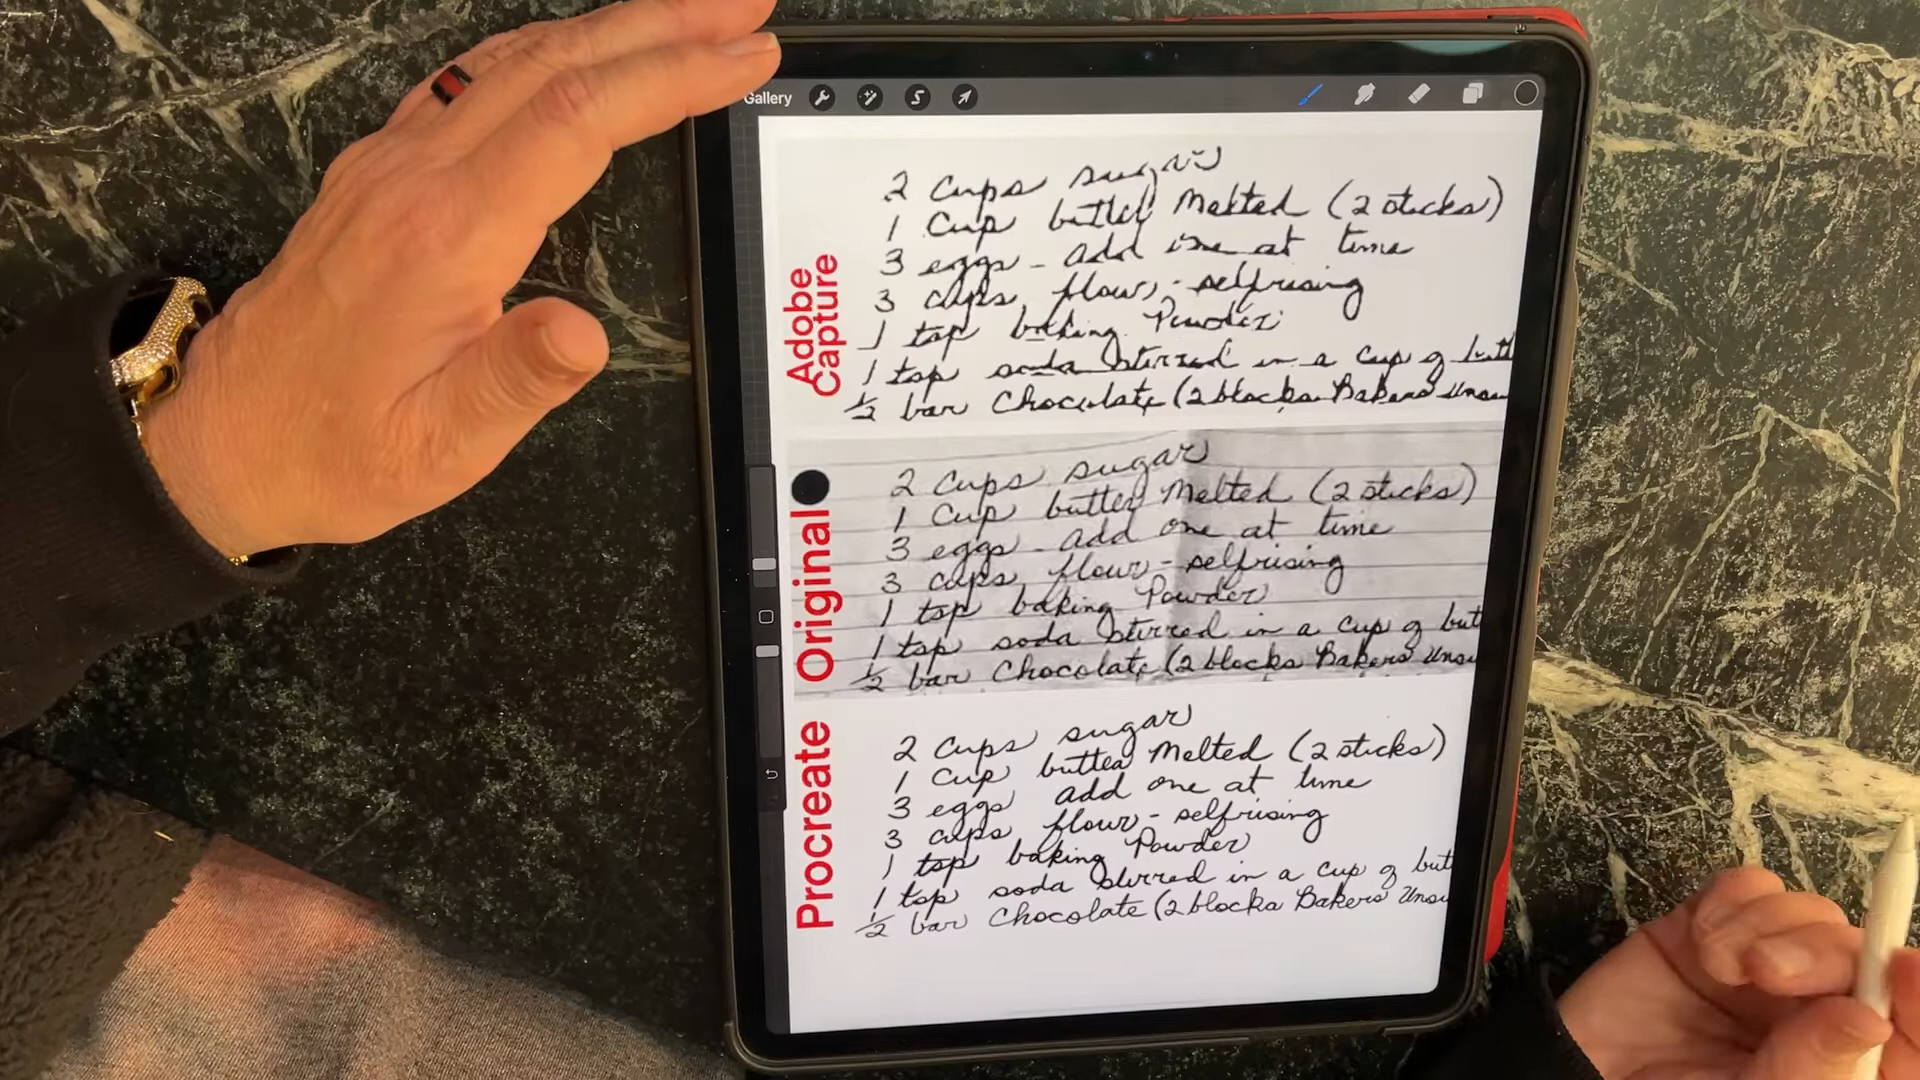 Gallery
Adobe Capture
2 Cups sugar
1 Cup butter Melted (2 sticks)
3 eggs - add one at time
3 cups flour - selfrising
1 tsp baking Powder
1 tsp soda stirred in a cup of butt
1/2 bar Chocolate (2 blocks Bakers Unsw
Original
2 Cups sugar
1 Cup butter Melted (2 sticks)
3 eggs - add one at time
3 cups flour - selfrising
1 tsp baking Powder
1 tsp soda stirred in a cup of but
1/2 bar Chocolate (2 blocks Bakers Unsw
Procreate
2 Cups sugar
1 Cup butter Melted (2 sticks)
3 eggs add one at time
3 cups flour - selfrising
1 tsp baking Powder
1 tsp soda stirred in a cup of but
1/2 bar Chocolate (2 blocks Bakers Unsw